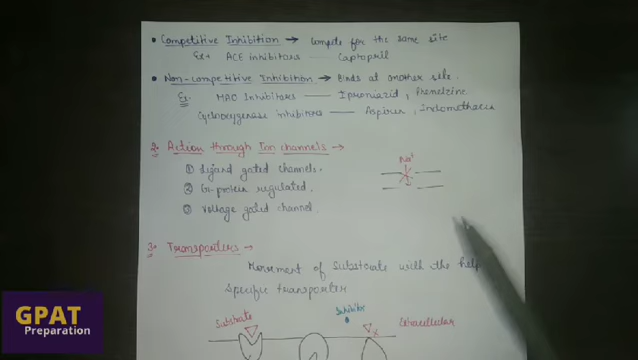 • Competitive Inhibition → Compete for the same site
Ex→ ACE inhibitors — Captopril
• Non-competitive Inhibition → Binds at another site.
Ex. MAO Inhibitors — Iproniazid, Phenelzine
Cyclooxygenase inhibitors — Aspirin, Indomethacin
2. Action through Ion channels →
① Ligand gated channels.
② G-protein regulated.
③ Voltage gated channel.
Na⁺
3. Transporters →
Movement of Substrate with the help
specific transporter
Substrate
Inhibitor
Extracellular
GPAT
Preparation